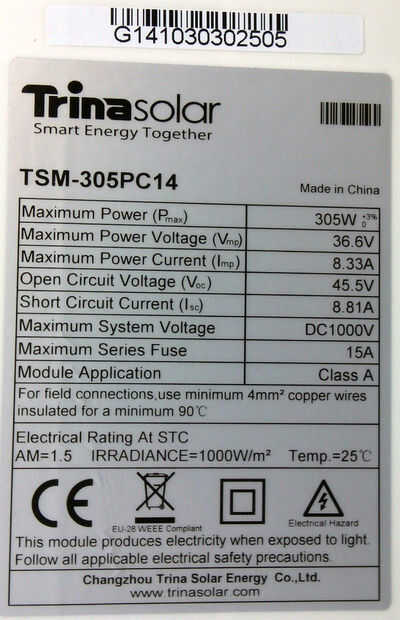 G141030302505
Trinasolar
Smart Energy Together
TSM-305PC14
Made in China
Maximum Power (Pmax) 305W +3% 0
Maximum Power Voltage (Vmp) 36.6V
Maximum Power Current (Imp) 8.33A
Open Circuit Voltage (Voc) 45.5V
Short Circuit Current (Isc) 8.81A
Maximum System Voltage DC1000V
Maximum Series Fuse 15A
Module Application Class A
For field connections,use minimum 4mm² copper wires
insulated for a minimum 90℃
Electrical Rating At STC
AM=1.5 IRRADIANCE=1000W/m² Temp.=25℃
CE
EU-28 WEEE Compliant
Electrical Hazard
This module produces electricity when exposed to light.
Follow all applicable electrical safety precautions.
Changzhou Trina Solar Energy Co.,Ltd.
www.trinasolar.com